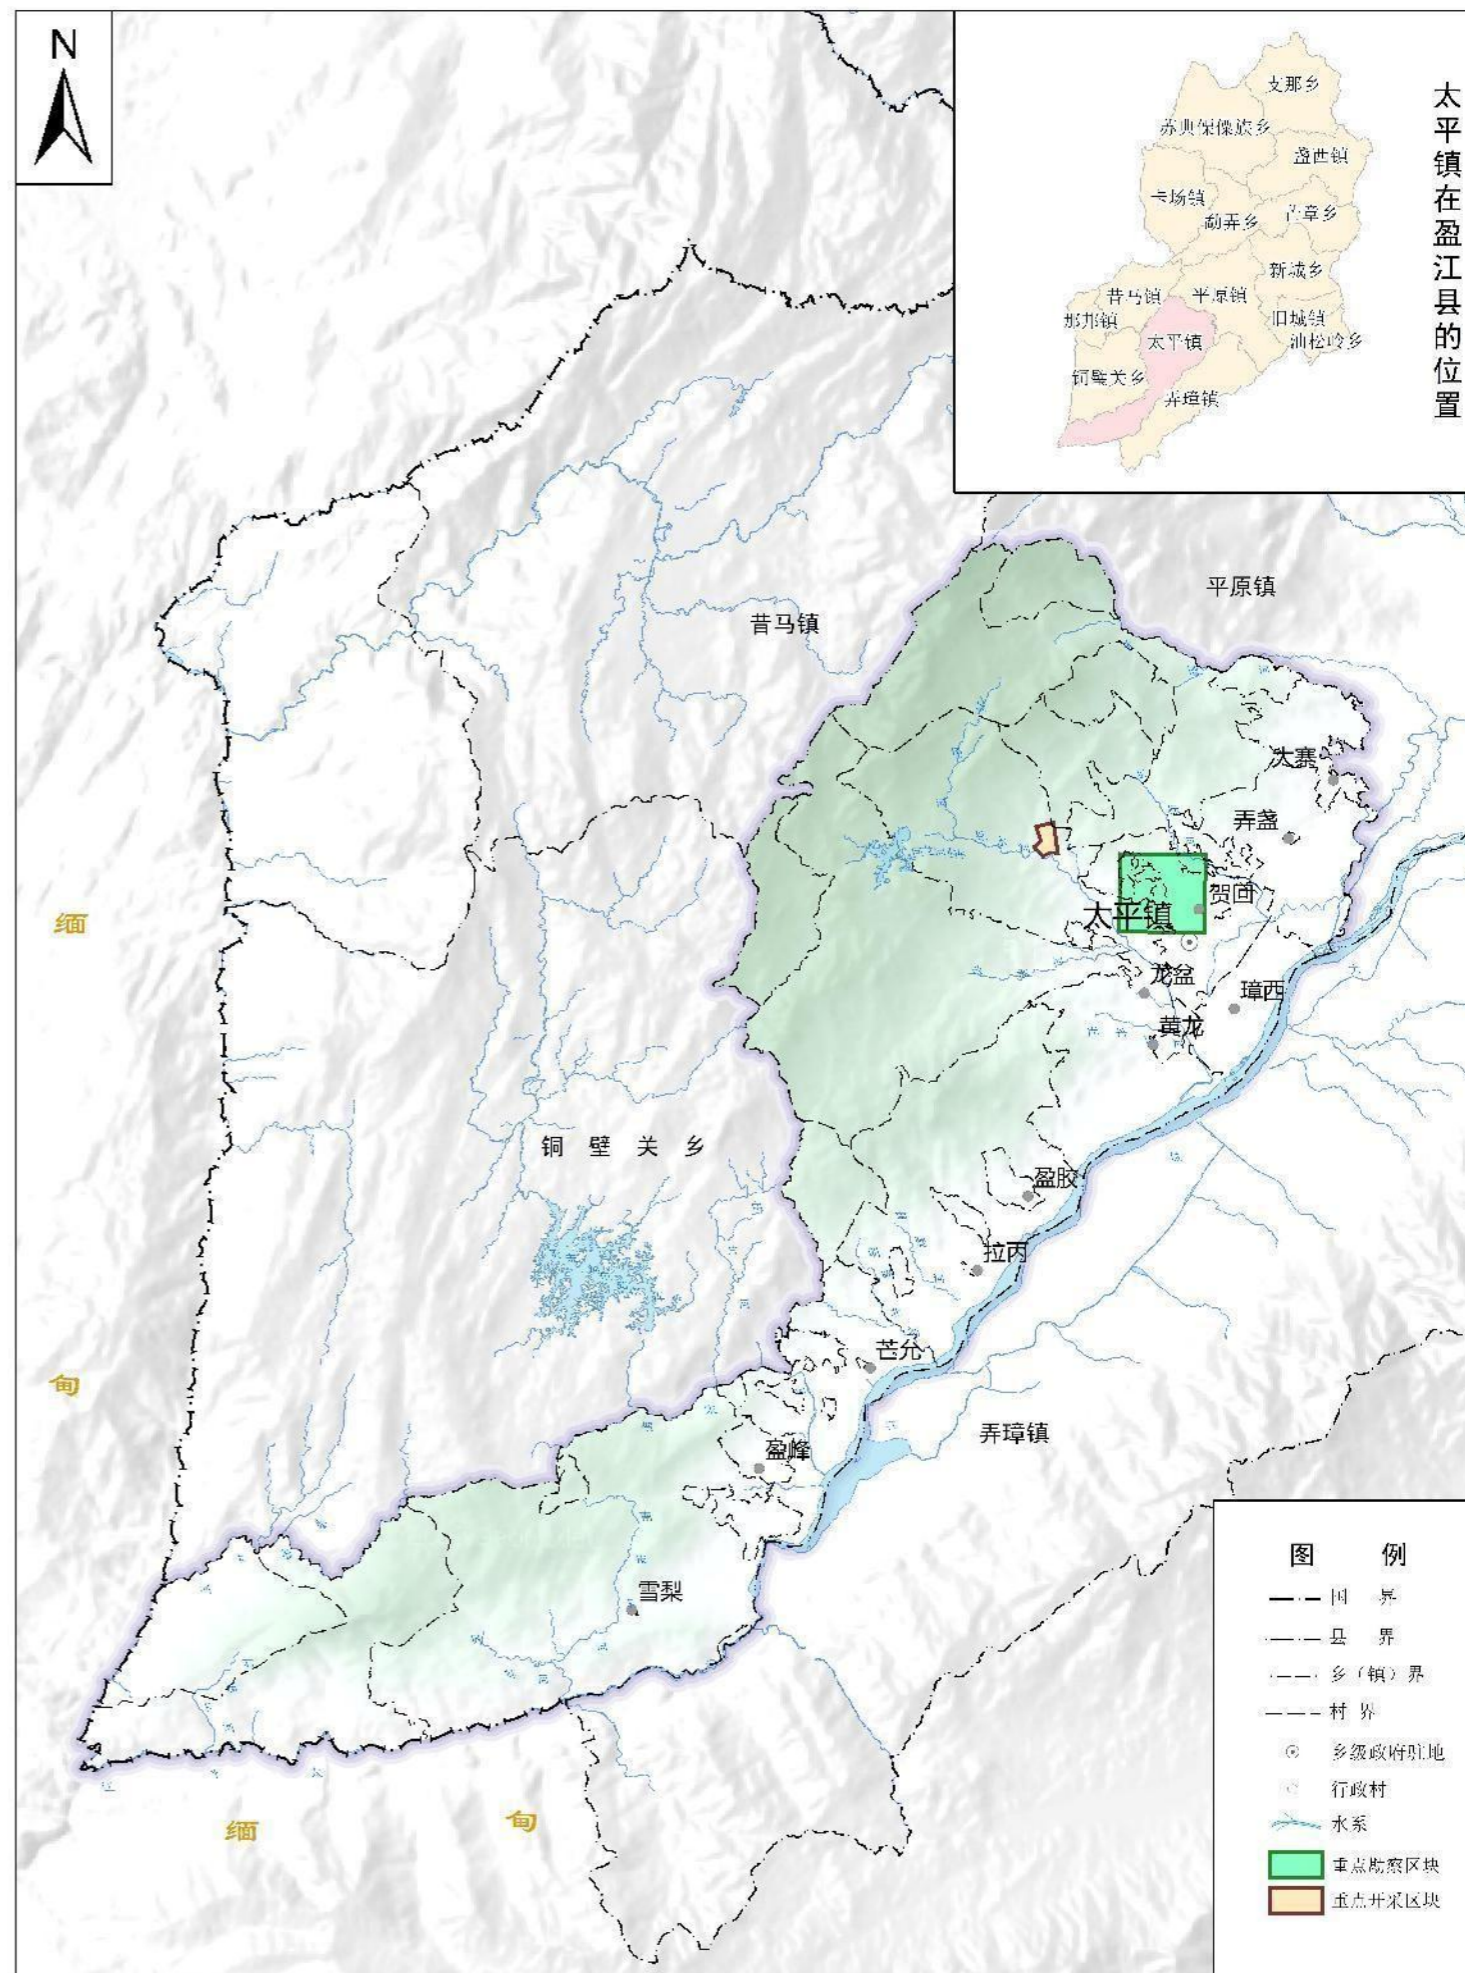 N
太平镇在盈江县的位置
支那乡
苏典傈僳族乡
盏西镇
卡场镇
勐弄乡
芒章乡
新城乡
昔马镇
平原镇
那邦镇
旧城镇
油松岭乡
太平镇
铜壁关乡
弄璋镇
平原镇
昔马镇
大寨
弄盏
贺回
太平镇
缅
龙盆
璋西
黄龙
铜壁关乡
盈胶
拉丙
芒允
甸
弄璋镇
盈峰
雪梨
缅
甸
图 例
国 界
县 界
乡（镇）界
村 界
乡级政府驻地
行政村
水系
重点勘察区块
重点开采区块